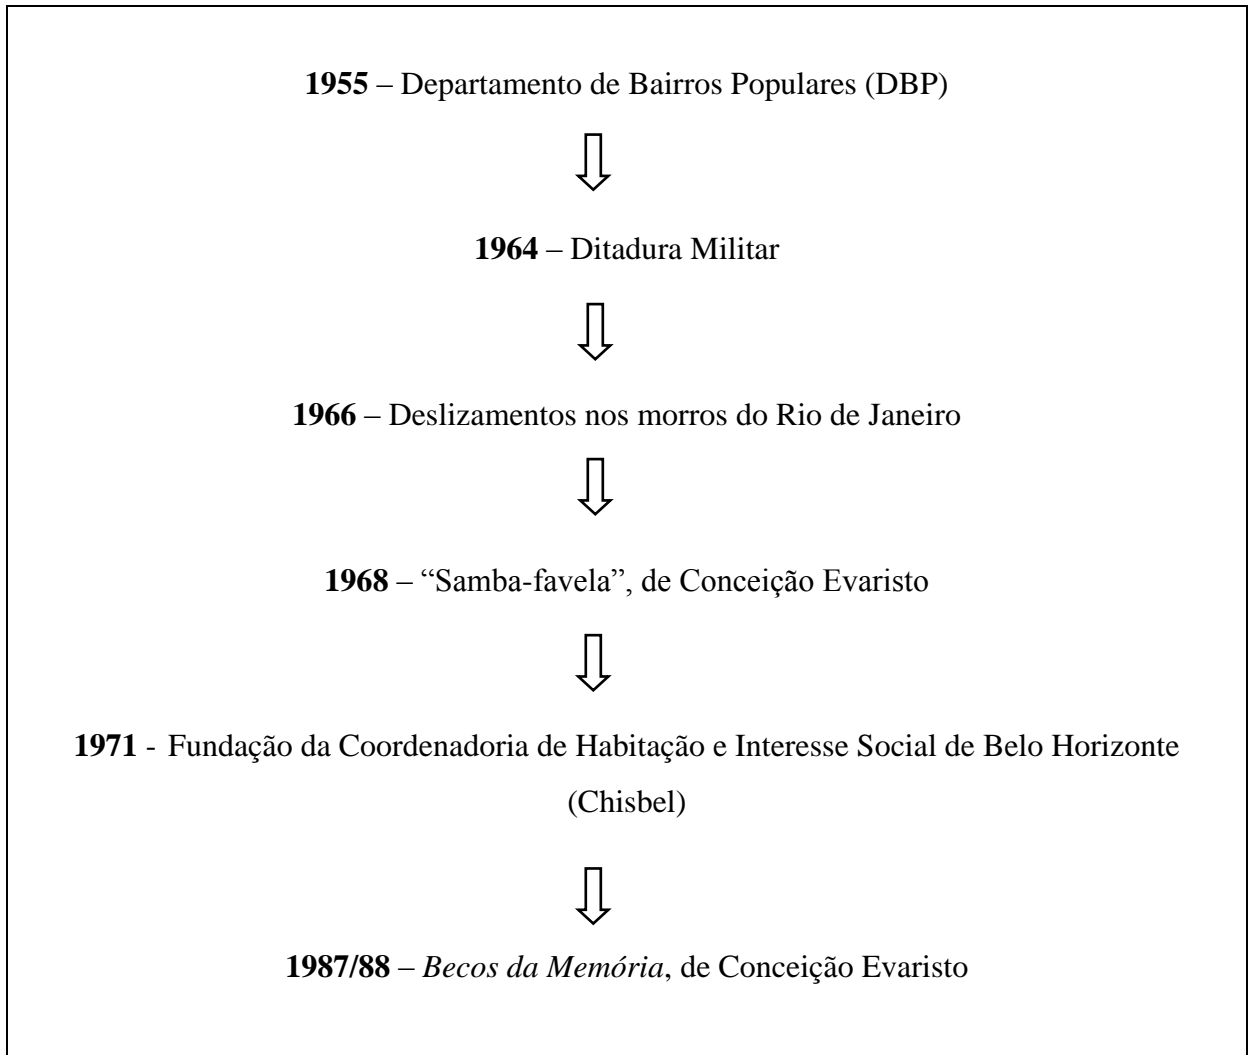 1955 – Departamento de Bairros Populares (DBP)
1964 – Ditadura Militar
1966 – Deslizamentos nos morros do Rio de Janeiro
1968 – “Samba-favela”, de Conceição Evaristo
1971 - Fundação da Coordenadoria de Habitação e Interesse Social de Belo Horizonte
(Chisbel)
1987/88 – Becos da Memória, de Conceição Evaristo